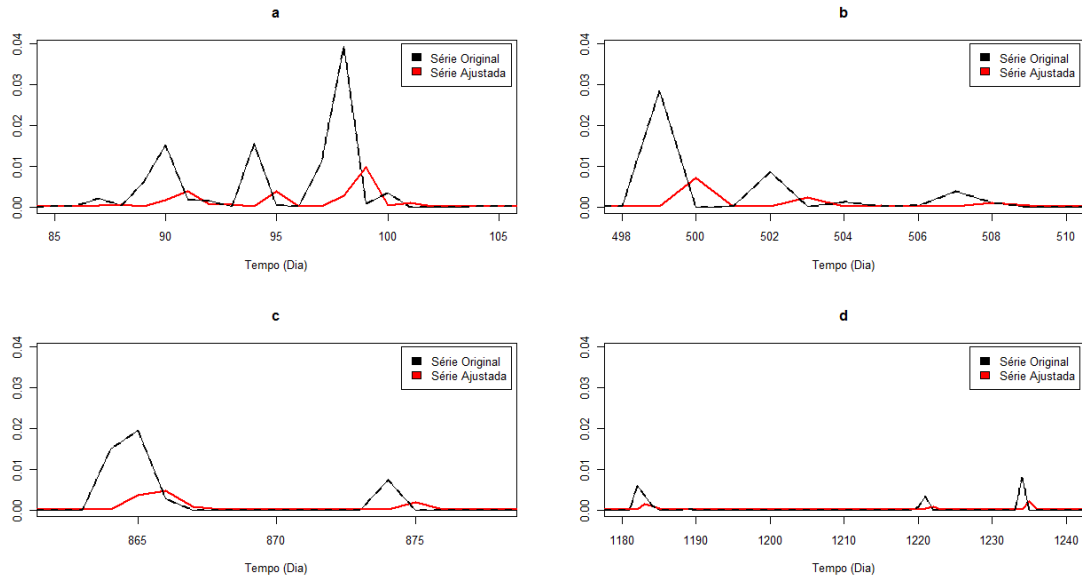 a
0.00 0.01 0.02 0.03 0.04
Série Original
Série Ajustada
85 90 95 100 105
Tempo (Dia)
b
0.00 0.01 0.02 0.03 0.04
Série Original
Série Ajustada
498 500 502 504 506 508 510
Tempo (Dia)
c
0.00 0.01 0.02 0.03 0.04
Série Original
Série Ajustada
865 870 875
Tempo (Dia)
d
0.00 0.01 0.02 0.03 0.04
Série Original
Série Ajustada
1180 1190 1200 1210 1220 1230 1240
Tempo (Dia)